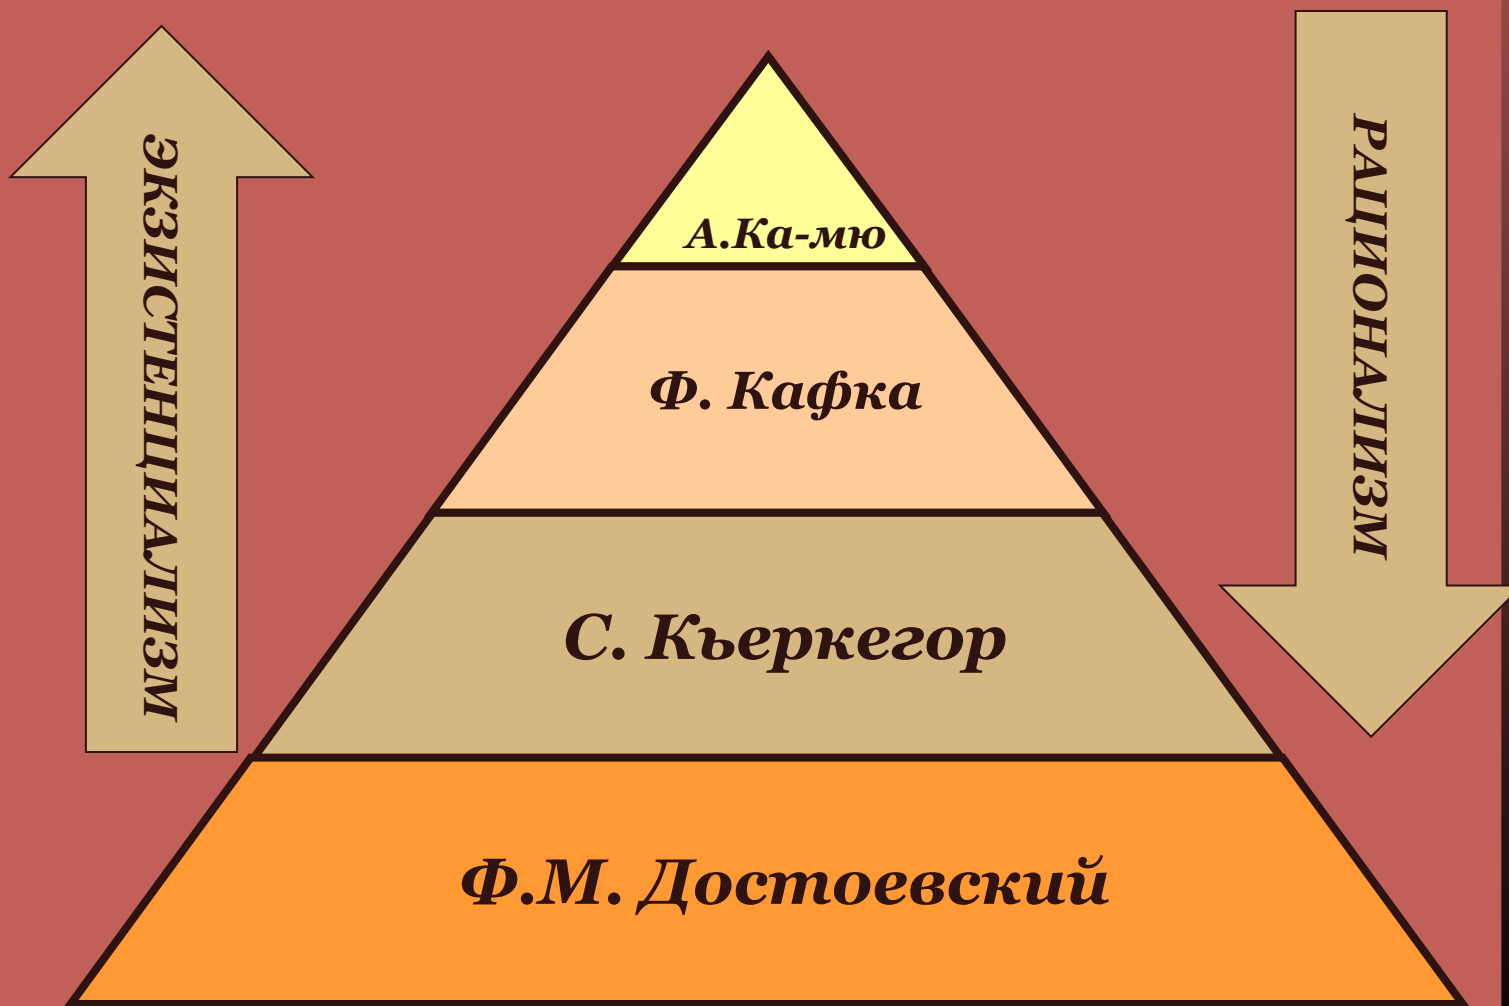 ЭКЗИСТЕНЦИАЛИЗМ
РАЦИОНАЛИЗМ
А.Ка-мю
Ф. Кафка
С. Кьеркегор
Ф.М. Достоевский